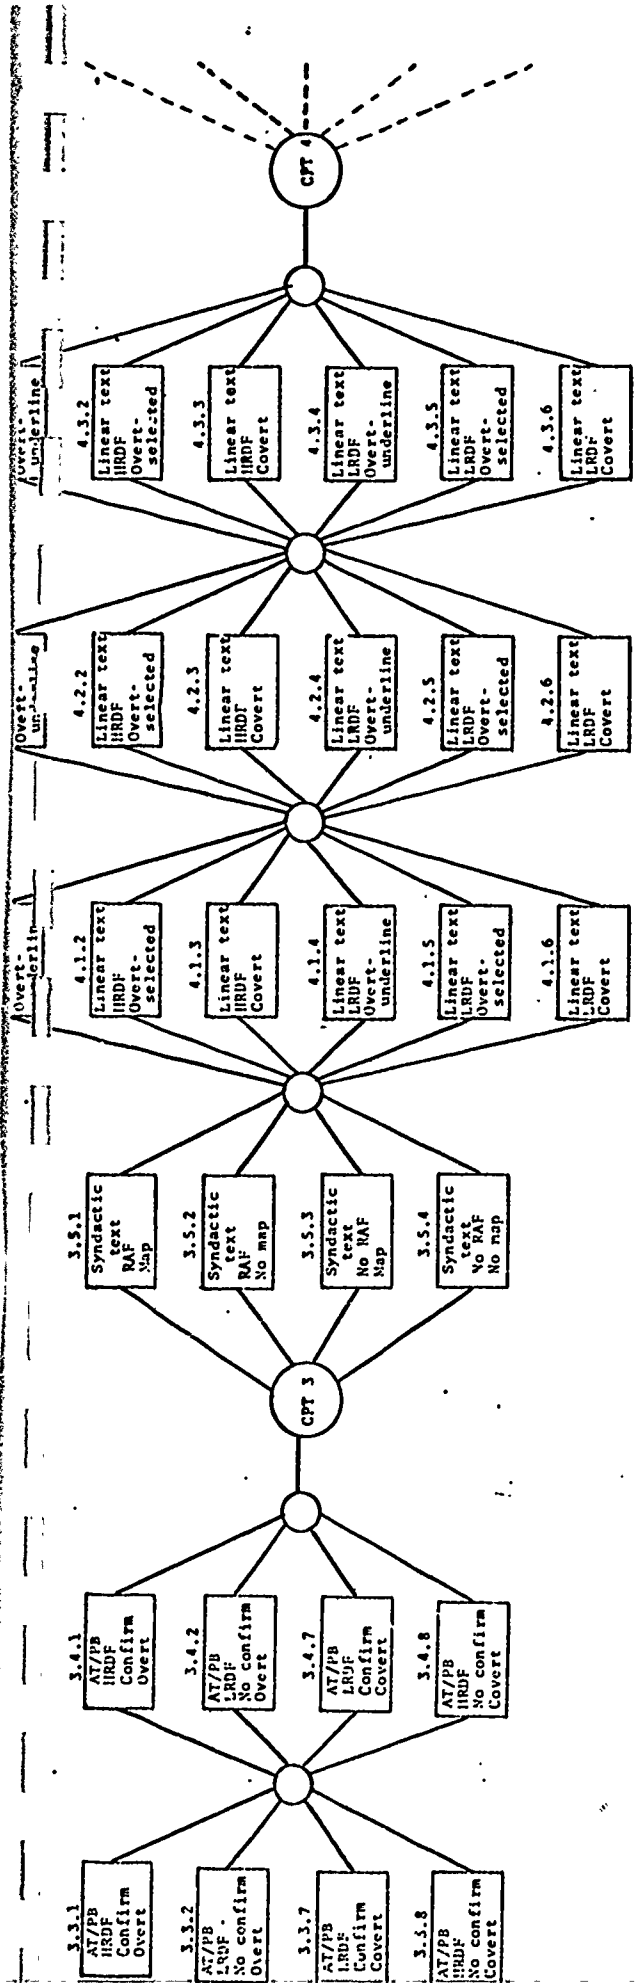 3.3.1
AT/PB
HRDF
Confirm
Overt
3.3.2
AT/PB
LRDF
No confirm
Overt
3.3.7
AT/PB
LRDF
Confirm
Covert
3.3.8
AT/PB
HRDF
No confirm
Covert
3.4.1
AT/PB
HRDF
Confirm
Overt
3.4.2
AT/PB
LRDF
No confirm
Overt
3.4.7
AT/PB
LRDF
Confirm
Covert
3.4.8
AT/PB
HRDF
No confirm
Covert
CPT 3
3.5.1
Syndactic
text
RAF
Map
3.5.2
Syndactic
text
RAF
No map
3.5.3
Syndactic
text
No RAF
Map
3.5.4
Syndactic
text
No RAF
No map
Overt-
4.1.2
Linear text
HRDF
Overt-
selected
4.1.3
Linear text
HRDF
Covert
4.1.4
Linear text
LRDF
Overt-
underline
4.1.5
Linear text
LRDF
Overt-
selected
4.1.6
Linear text
LRDF
Covert
Overt-
4.2.2
Linear text
HRDF
Overt-
selected
4.2.3
Linear text
HRDF
Covert
4.2.4
Linear text
LRDF
Overt-
underline
4.2.5
Linear text
LRDF
Overt-
selected
4.2.6
Linear text
LRDF
Covert
Overt-
underline
4.3.2
Linear text
HRDF
Overt-
selected
4.3.3
Linear text
HRDF
Covert
4.3.4
Linear text
LRDF
Overt-
underline
4.3.5
Linear text
LRDF
Overt-
selected
4.3.6
Linear text
LRDF
Covert
CPT 4